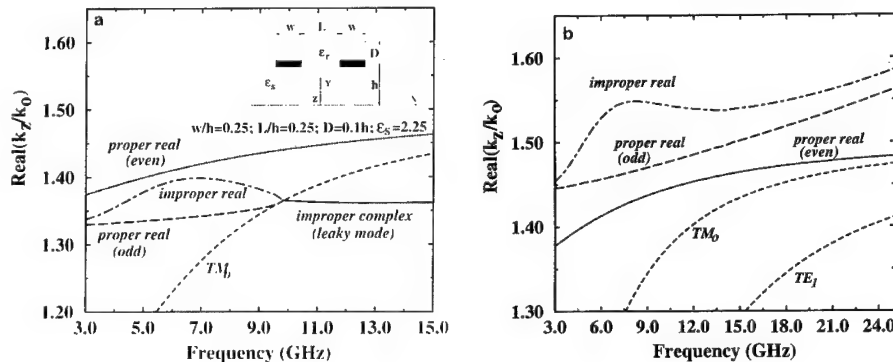 a
w L w
εr D
εs Y h
z
w/h=0.25; L/h=0.25; D=0.1h; εS=2.25
proper real
(even)
improper real
proper real
(odd)
improper complex
(leaky mode)
TM0
Real(kz/k0)
1.60
1.50
1.40
1.30
1.20
3.0 5.0 7.0 9.0 11.0 13.0 15.0
Frequency (GHz)
b
improper real
proper real
(odd)
proper real
(even)
TM0
TE1
Real(kz/k0)
1.60
1.50
1.40
1.30
3.0 6.0 9.0 12.0 15.0 18.0 21.0 24.0
Frequency (GHz)